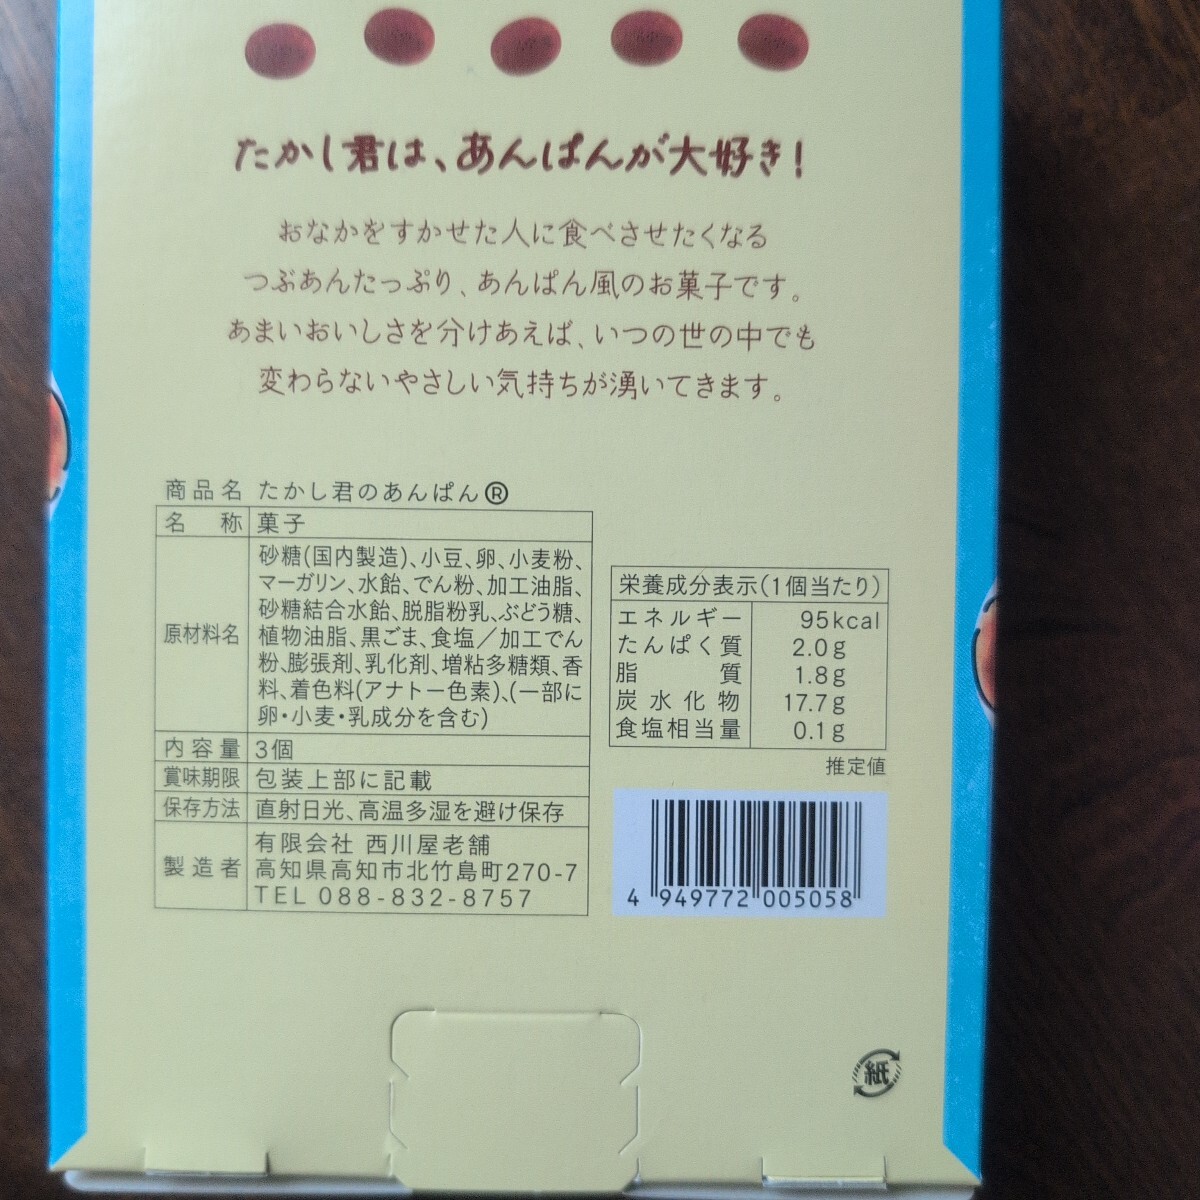 たかし君は、あんぱんが大好き！
おなかをすかせた人に食べさせたくなる
つぶあんたっぷり、あんぱん風のお菓子です。
あまいおいしさを分けあえば、いつの世の中でも
変わらないやさしい気持ちが湧いてきます。
商品名 たかし君のあんぱん®
名称 菓子
原材料名 砂糖(国内製造)、小豆、卵、小麦粉、
マーガリン、水飴、でん粉、加工油脂、
砂糖結合水飴、脱脂粉乳、ぶどう糖、
植物油脂、黒ごま、食塩／加工でん
粉、膨張剤、乳化剤、増粘多糖類、香
料、着色料(アナトー色素)、(一部に
卵・小麦・乳成分を含む)
内容量 3個
賞味期限 包装上部に記載
保存方法 直射日光、高温多湿を避け保存
製造者 有限会社 西川屋老舗
高知県高知市北竹島町270-7
TEL 088-832-8757
栄養成分表示(1個当たり)
エネルギー 95kcal
たんぱく質 2.0g
脂質 1.8g
炭水化物 17.7g
食塩相当量 0.1g
推定値
4 949772 005058
紙